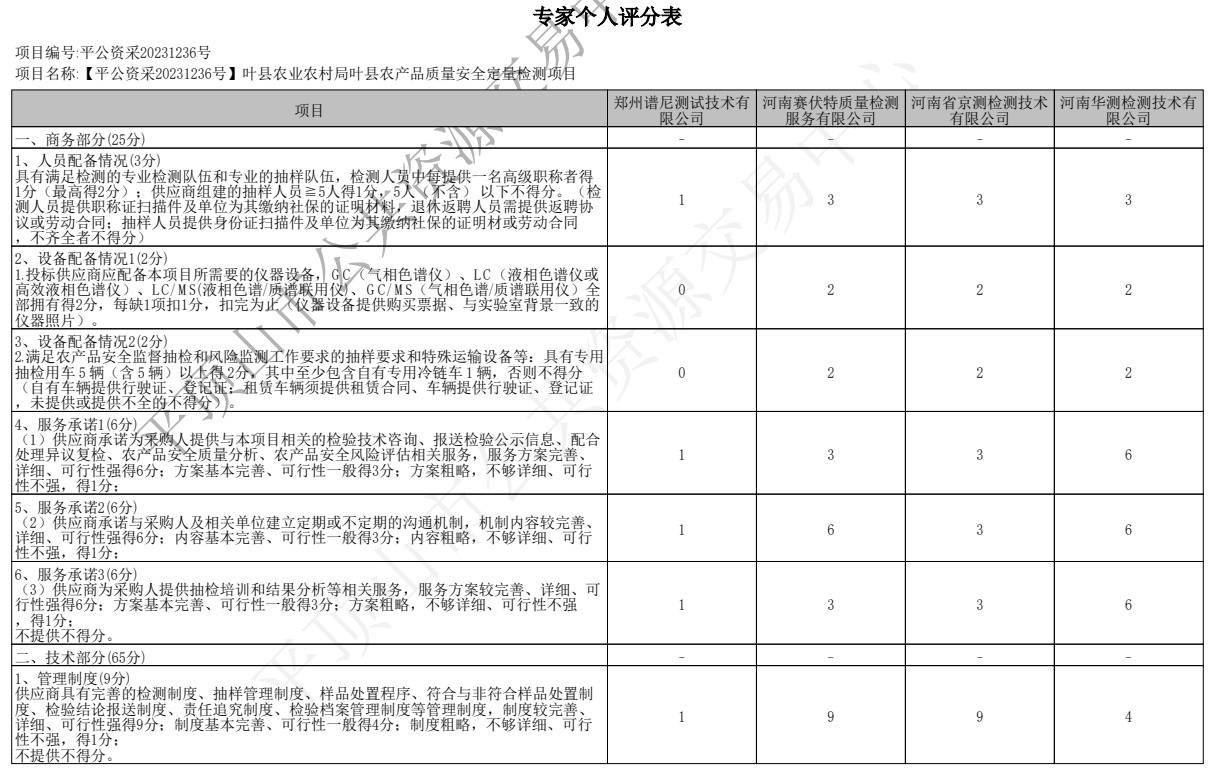 专家个人评分表
项目编号:平公资采20231236号
项目名称:【平公资采20231236号】叶县农业农村局叶县农产品质量安全定量检测项目
项目 郑州谱尼测试技术有限公司 河南赛伏特质量检测服务有限公司 河南省京测检测技术有限公司 河南华测检测技术有限公司
一、商务部分(25分) - - - -
1、人员配备情况(3分)
具有满足检测的专业检测队伍和专业的抽样队伍，检测人员中每提供一名高级职称者得
1分（最高得2分）；供应商组建的抽样人员≧5人得1分，5人（不含） 以下不得分。（检
测人员提供职称证扫描件及单位为其缴纳社保的证明材料，退休返聘人员需提供返聘协
议或劳动合同；抽样人员提供身份证扫描件及单位为其缴纳社保的证明材或劳动合同
，不齐全者不得分）
1 3 3 3
2、设备配备情况1(2分)
1.投标供应商应配备本项目所需要的仪器设备，GC（气相色谱仪）、LC（液相色谱仪或
高效液相色谱仪）、LC/MS(液相色谱/质谱联用仪)、GC/MS（气相色谱/质谱联用仪）全
部拥有得2分，每缺1项扣1分，扣完为止（仪器设备提供购买票据、与实验室背景一致的
仪器照片）。
0 2 2 2
3、设备配备情况2(2分)
2.满足农产品安全监督抽检和风险监测工作要求的抽样要求和特殊运输设备等：具有专用
抽检用车 5 辆（含 5 辆）以上得 2分，其中至少包含自有专用冷链车 1 辆，否则不得分
（自有车辆提供行驶证、登记证；租赁车辆须提供租赁合同、车辆提供行驶证、登记证
，未提供或提供不全的不得分）。
0 2 2 2
4、服务承诺1(6分)
（1）供应商承诺为采购人提供与本项目相关的检验技术咨询、报送检验公示信息、配合
处理异议复检、农产品安全质量分析、农产品安全风险评估相关服务，服务方案完善、
详细、可行性强得6分；方案基本完善、可行性一般得3分；方案粗略，不够详细、可行
性不强，得1分；
1 3 3 6
5、服务承诺2(6分)
（2）供应商承诺与采购人及相关单位建立定期或不定期的沟通机制，机制内容较完善、
详细、可行性强得6分；内容基本完善、可行性一般得3分；内容粗略，不够详细、可行
性不强，得1分；
1 6 3 6
6、服务承诺3(6分)
（3）供应商为采购人提供抽检培训和结果分析等相关服务，服务方案较完善、详细、可
行性强得6分；方案基本完善、可行性一般得3分；方案粗略，不够详细、可行性不强
，得1分；
不提供不得分。
1 3 3 6
二、技术部分(65分) - - - -
1、管理制度(9分)
供应商具有完善的检测制度、抽样管理制度、样品处置程序、符合与非符合样品处置制
度、检验结论报送制度、责任追究制度、检验档案管理制度等管理制度，制度较完善、
详细、可行性强得9分；制度基本完善、可行性一般得4分；制度粗略，不够详细、可行
性不强，得1分；
不提供不得分。
1 9 9 4
平顶山市公共资源交易中心
平顶山市公共资源交易中心